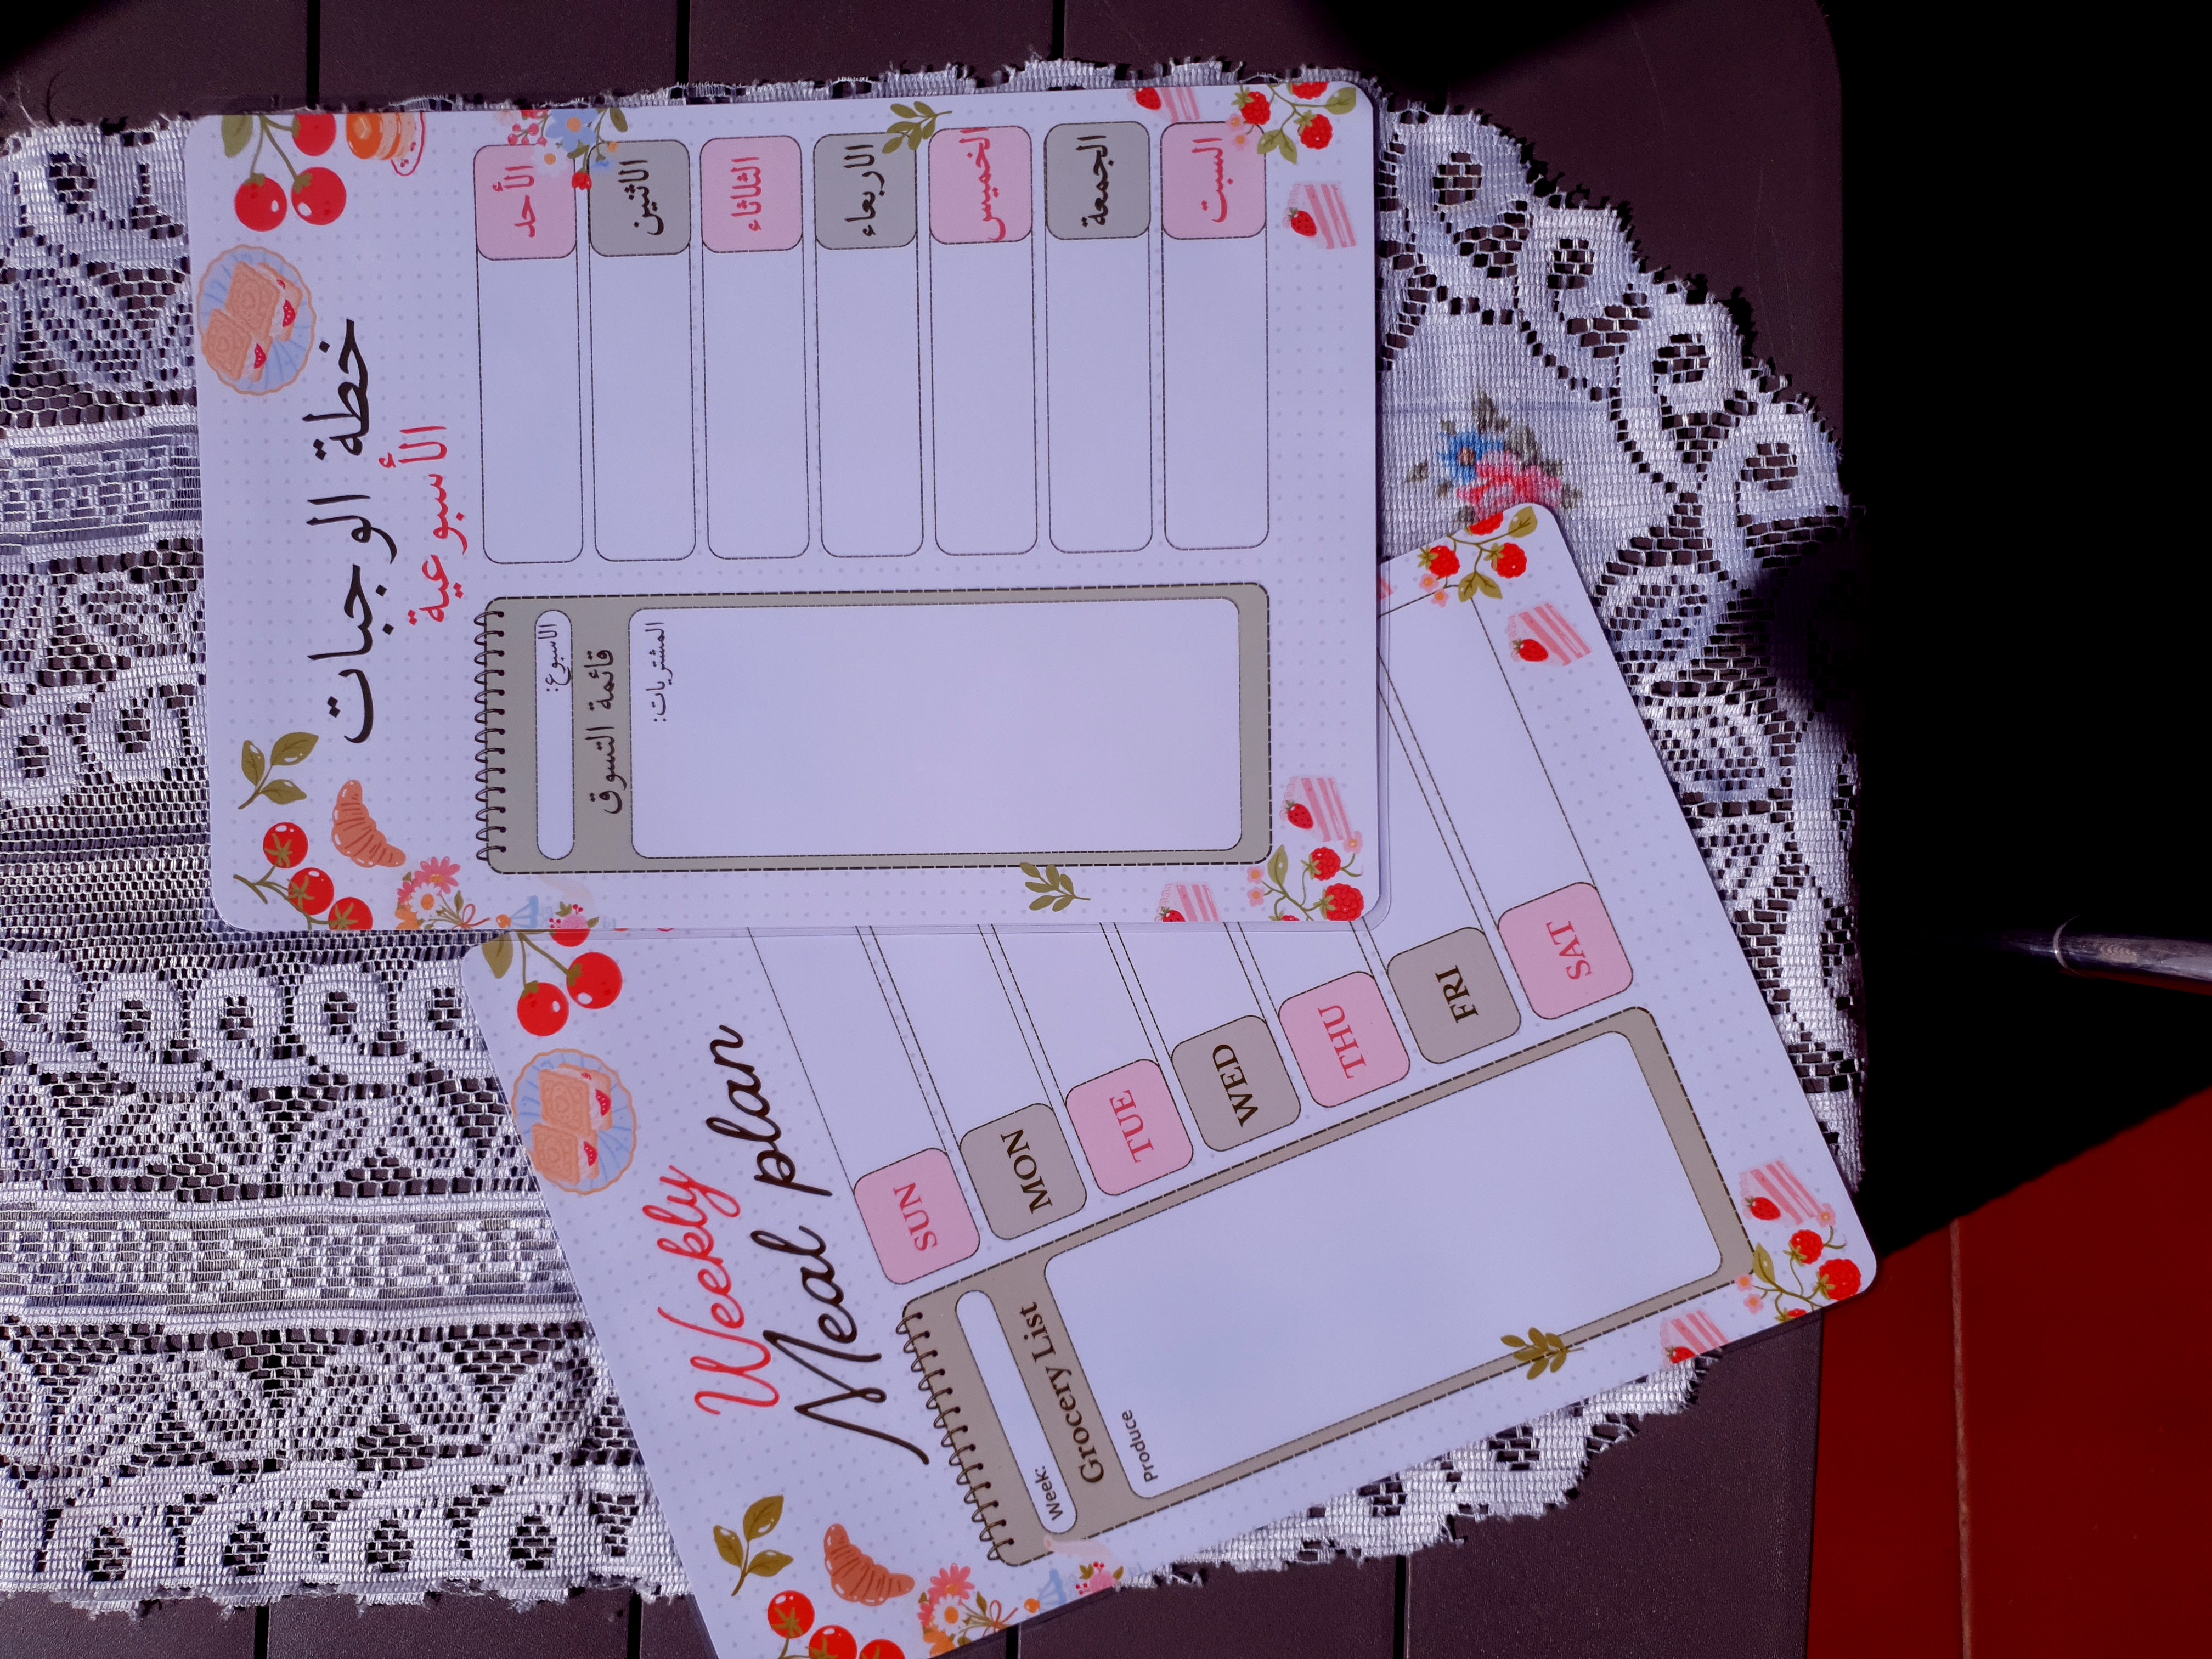 Weekly
Meal plan
Week:
Grocery List
Produce
SUN
MON
TUE
WED
THU
FRI
SAT
خطة الوجبات
الأسبوعية
الاسبوع:
قائمة التسوق
المشتريات:
الأحد
الاثنين
الثلاثاء
الاربعاء
الخميس
الجمعة
السبت